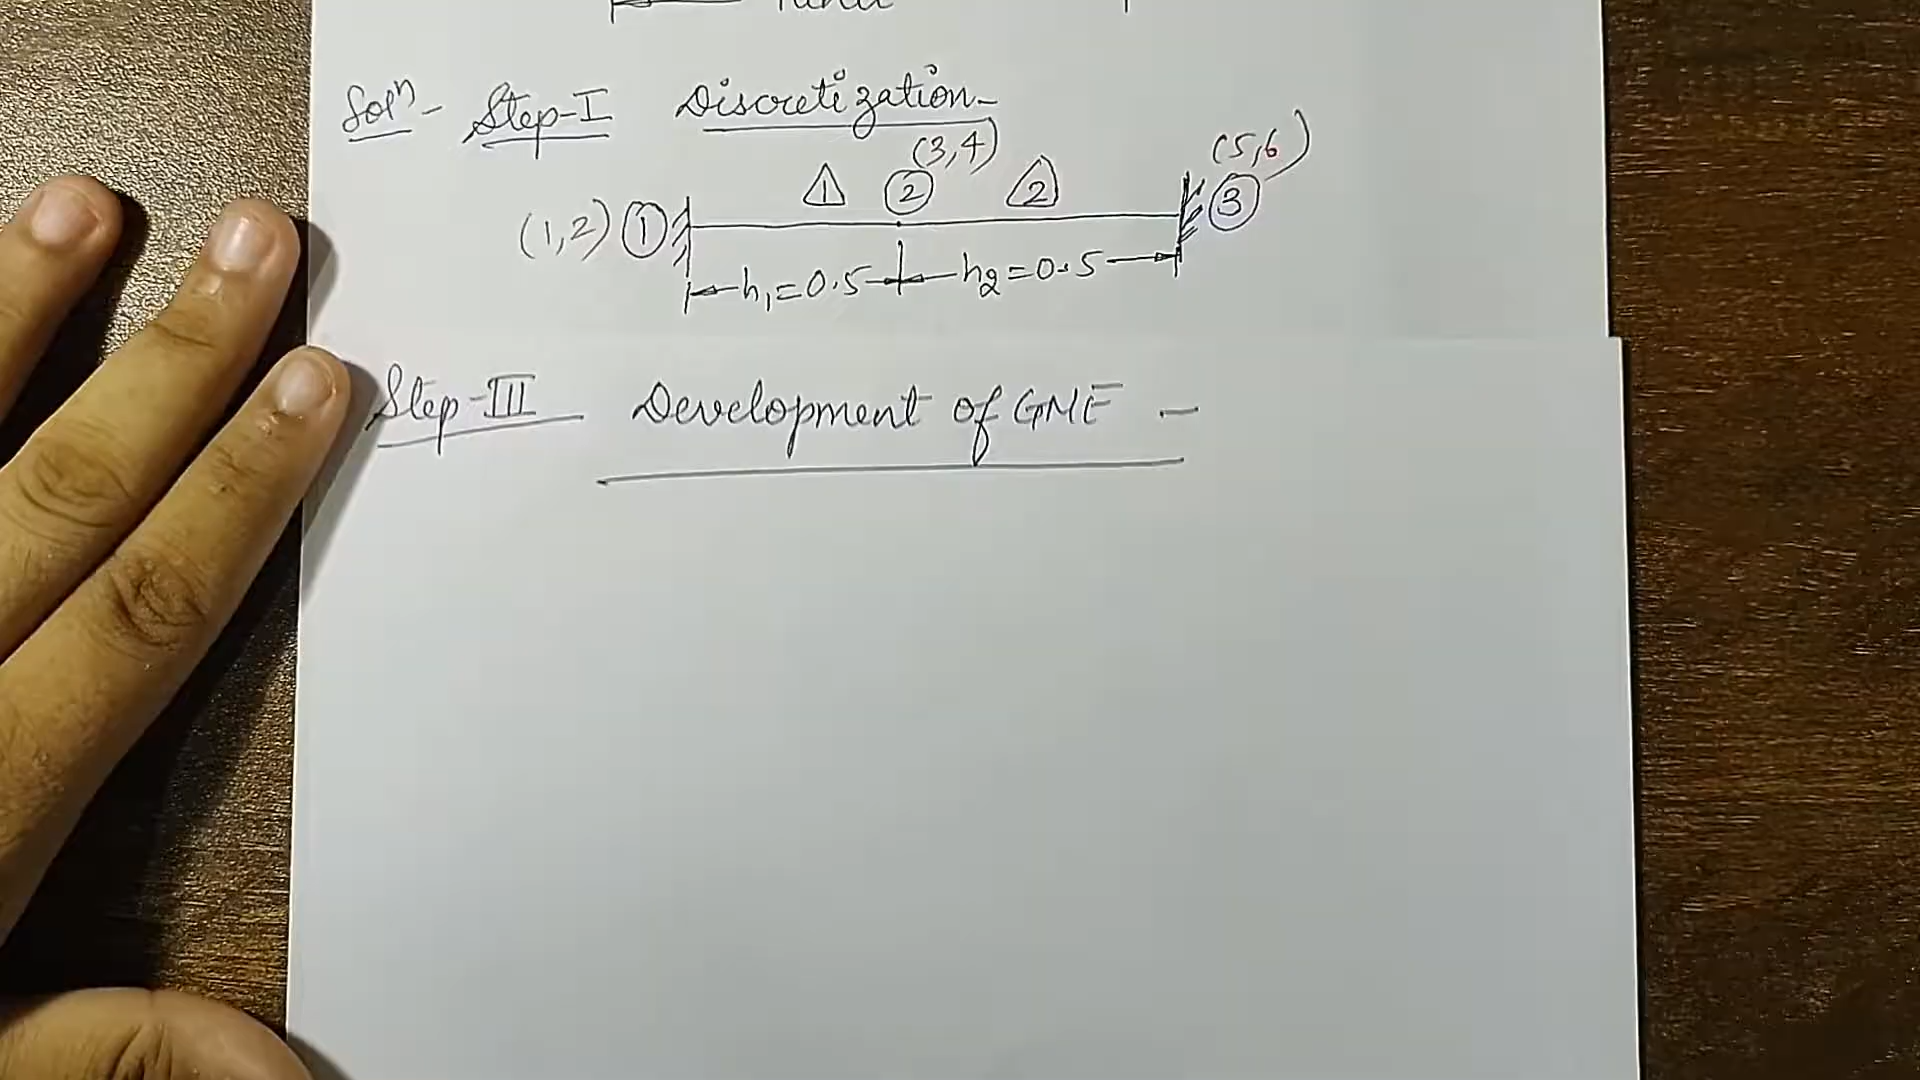 Solⁿ - Step-I Discretization -
(3,4) (5,6)
(1,2) 1 1 2 2 3
h₁=0.5 h₂=0.5
Step-III Development of GME -